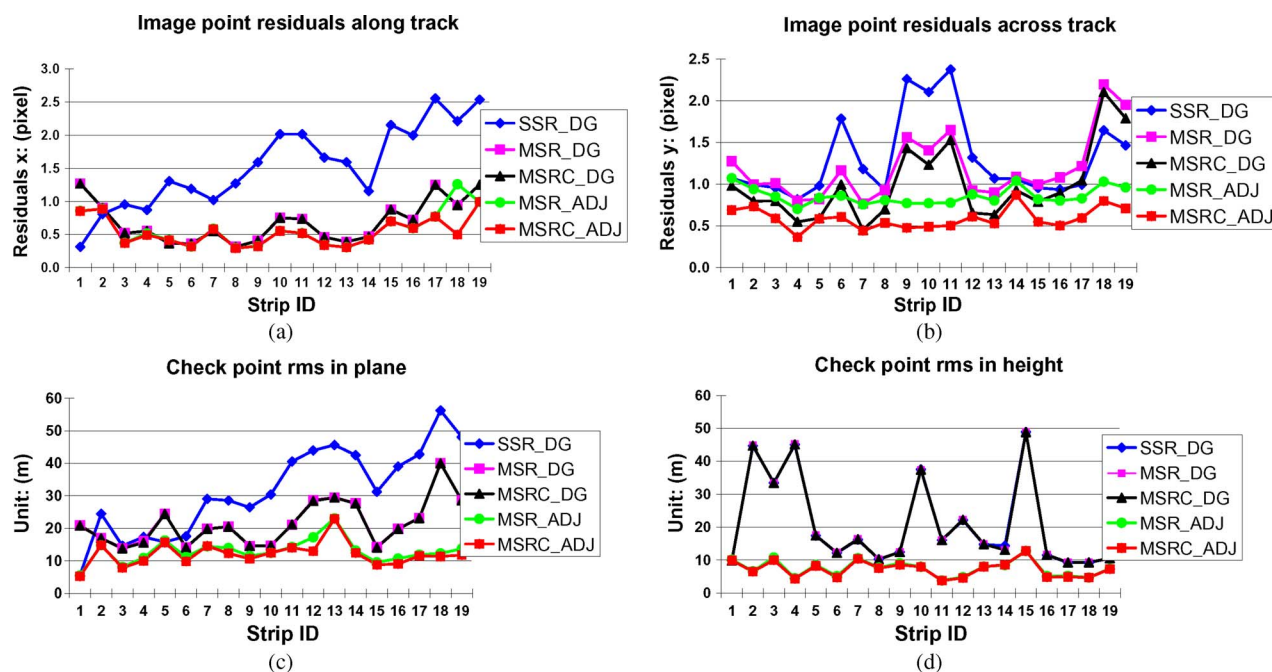 Image point residuals along track
Residuals x: (pixel)
3.0
2.5
2.0
1.5
1.0
0.5
0.0
1 2 3 4 5 6 7 8 9 10 11 12 13 14 15 16 17 18 19
Strip ID
SSR_DG
MSR_DG
MSRC_DG
MSR_ADJ
MSRC_ADJ
(a)
Image point residuals across track
Residuals y: (pixel)
2.5
2.0
1.5
1.0
0.5
0.0
1 2 3 4 5 6 7 8 9 10 11 12 13 14 15 16 17 18 19
Strip ID
SSR_DG
MSR_DG
MSRC_DG
MSR_ADJ
MSRC_ADJ
(b)
Check point rms in plane
Unit: (m)
60
50
40
30
20
10
0
1 2 3 4 5 6 7 8 9 10 11 12 13 14 15 16 17 18 19
Strip ID
SSR_DG
MSR_DG
MSRC_DG
MSR_ADJ
MSRC_ADJ
(c)
Check point rms in height
Unit: (m)
60
50
40
30
20
10
0
1 2 3 4 5 6 7 8 9 10 11 12 13 14 15 16 17 18 19
Strip ID
SSR_DG
MSR_DG
MSRC_DG
MSR_ADJ
MSRC_ADJ
(d)